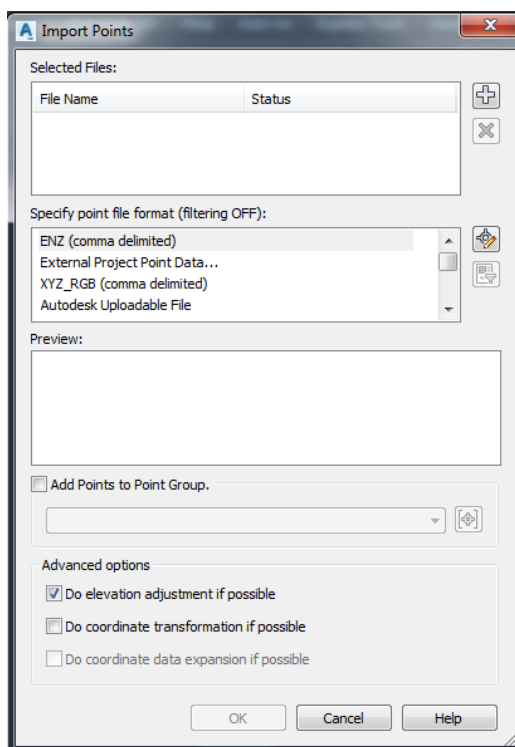 Import Points
Selected Files:
File Name Status
Specify point file format (filtering OFF):
ENZ (comma delimited)
External Project Point Data...
XYZ_RGB (comma delimited)
Autodesk Uploadable File
Preview:
Add Points to Point Group.
Advanced options
Do elevation adjustment if possible
Do coordinate transformation if possible
Do coordinate data expansion if possible
OK Cancel Help